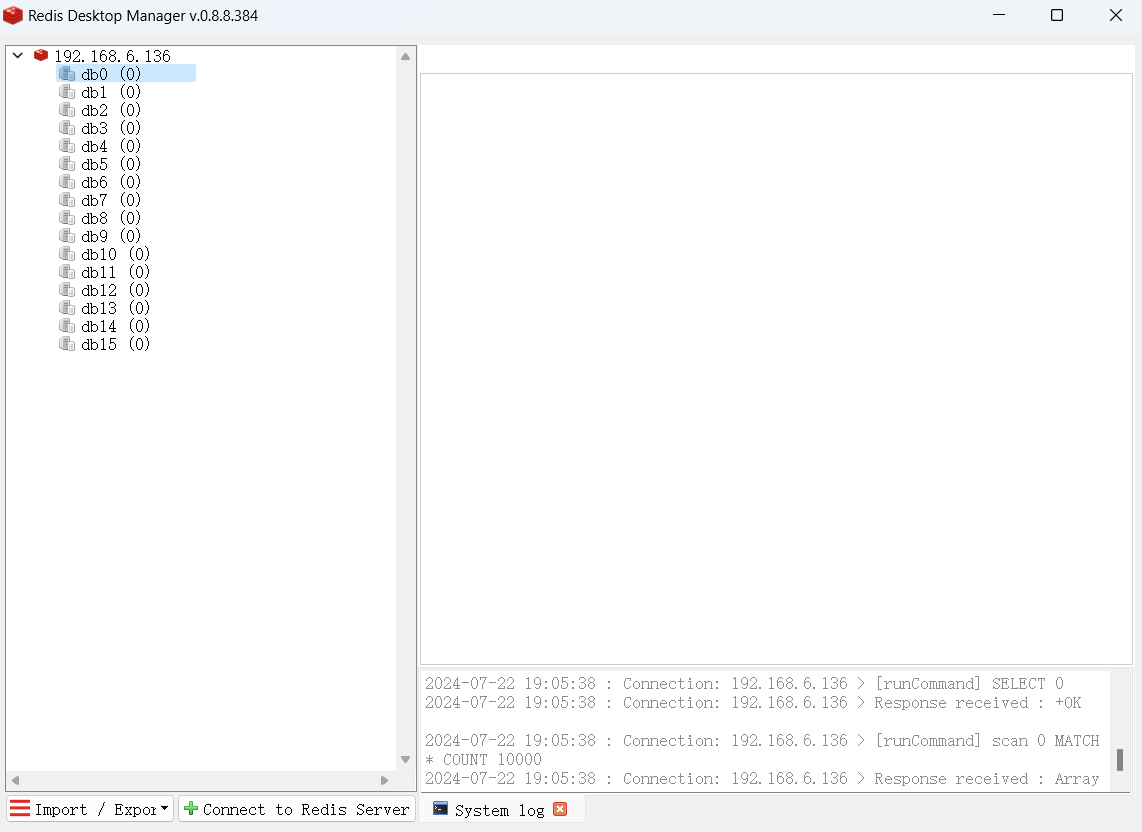 Redis Desktop Manager v.0.8.8.384
192.168.6.136
db0 (0)
db1 (0)
db2 (0)
db3 (0)
db4 (0)
db5 (0)
db6 (0)
db7 (0)
db8 (0)
db9 (0)
db10 (0)
db11 (0)
db12 (0)
db13 (0)
db14 (0)
db15 (0)
2024-07-22 19:05:38 : Connection: 192.168.6.136 > [runCommand] SELECT 0
2024-07-22 19:05:38 : Connection: 192.168.6.136 > Response received : +OK
2024-07-22 19:05:38 : Connection: 192.168.6.136 > [runCommand] scan 0 MATCH
* COUNT 10000
2024-07-22 19:05:38 : Connection: 192.168.6.136 > Response received : Array
Import / Expor
Connect to Redis Server
System log